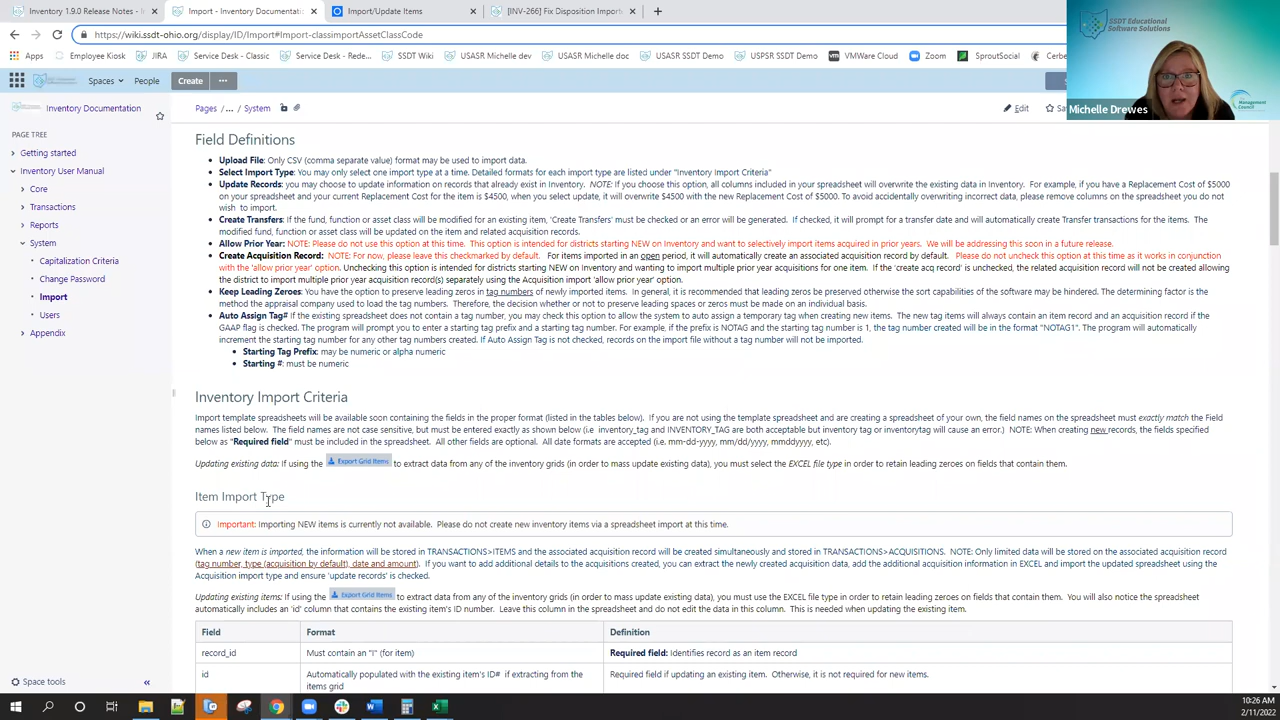 Inventory 1.9.0 Release Notes - In
Import - Inventory Documentatio
Import/Update Items
[INV-266] Fix Disposition Import
https://wiki.ssdt-ohio.org/display/ID/Import#Import-classimportAssetClassCode
Apps
Employee Kiosk
JIRA
Service Desk - Classic
Service Desk - Rede...
SSDT Wiki
USASR Michelle dev
USASR Michelle doc
USASR SSDT Demo
USPSR SSDT Demo
VMWare Cloud
Zoom
SproutSocial
Cerbe
SSDT Educational
Software Solutions
Management
Council
Michelle Drewes
Spaces
People
Create
Inventory Documentation
PAGE TREE
Getting started
Inventory User Manual
Core
Transactions
Reports
System
Capitalization Criteria
Change Password
Import
Users
Appendix
Space tools
Pages /... / System
Edit
Field Definitions
Upload File: Only CSV (comma separate value) format may be used to import data.
Select Import Type: You may only select one import type at a time. Detailed formats for each import type are listed under "Inventory Import Criteria"
Update Records: you may choose to update information on records that already exist in Inventory. NOTE: If you choose this option, all columns included in your spreadsheet will overwrite the existing data in Inventory. For example, if you have a Replacement Cost of $5000
on your spreadsheet and your current Replacement Cost for the item is $4500, when you select update, it will overwrite $4500 with the new Replacement Cost of $5000. To avoid accidentally overwriting incorrect data, please remove columns on the spreadsheet you do not
wish to import.
Create Transfers: If the fund, function or asset class will be modified for an existing item, 'Create Transfers' must be checked or an error will be generated. If checked, it will prompt for a transfer date and will automatically create Transfer transactions for the items. The
modified fund, function or asset class will be updated on the item and related acquisition records.
Allow Prior Year: NOTE: Please do not use this option at this time. This option is intended for districts starting NEW on Inventory and want to selectively import items acquired in prior years. We will be addressing this soon in a future release.
Create Acquisition Record: NOTE: For now, please leave this checkmarked by default. For items imported in an open period, it will automatically create an associated acquisition record by default. Please do not uncheck this option at this time as it works in conjunction
with the 'allow prior year' option. Unchecking this option is intended for districts starting NEW on Inventory and wanting to import multiple prior year acquisitions for one item. If the 'create acq record' is unchecked, the related acquisition record will not be created allowing
the district to import multiple prior year acquisition record(s) separately using the Acquisition import 'allow prior year' option.
Keep Leading Zeroes: You have the option to preserve leading zeros in tag numbers of newly imported items. In general, it is recommended that leading zeros be preserved otherwise the sort capabilities of the software may be hindered. The determining factor is the
method the appraisal company used to load the tag numbers. Therefore, the decision whether or not to preserve leading spaces or zeros must be made on an individual basis.
Auto Assign Tag# If the existing spreadsheet does not contain a tag number, you may check this option to allow the system to auto assign a temporary tag when creating new items. The new tag items will always contain an item record and an acquisition record if the
GAAP flag is checked. The program will prompt you to enter a starting tag prefix and a starting tag number. For example, if the prefix is NOTAG and the starting tag number is 1, the tag number created will be in the format "NOTAG1". The program will automatically
increment the starting tag number for any other tag numbers created. If Auto Assign Tag is not checked, records on the import file without a tag number will not be imported.
Starting Tag Prefix: may be numeric or alpha numeric
Starting #: must be numeric
Inventory Import Criteria
Import template spreadsheets will be available soon containing the fields in the proper format (listed in the tables below). If you are not using the template spreadsheet and are creating a spreadsheet of your own, the field names on the spreadsheet must exactly match the Field
names listed below. The field names are not case sensitive, but must be entered exactly as shown below (i.e inventory_tag and INVENTORY_TAG are both acceptable but inventory tag or inventorytag will cause an error.) NOTE: When creating new records, the fields specified
below as "Required field" must be included in the spreadsheet. All other fields are optional. All date formats are accepted (i.e. mm-dd-yyyy, mm/dd/yyyy, mmddyyyy, etc).
Updating existing data: If using the Export Grid Items to extract data from any of the inventory grids (in order to mass update existing data), you must select the EXCEL file type in order to retain leading zeroes on fields that contain them.
Item Import Type
Important: Importing NEW items is currently not available. Please do not create new inventory items via a spreadsheet import at this time.
When a new item is imported, the information will be stored in TRANSACTIONS>ITEMS and the associated acquisition record will be created simultaneously and stored in TRANSACTIONS>ACQUISITIONS. NOTE: Only limited data will be stored on the associated acquisition record
(tag number, type (acquisition by default), date and amount). If you want to add additional details to the acquisitions created, you can extract the newly created acquisition data, add the additional acquisition information in EXCEL and import the updated spreadsheet using the
Acquisition import type and ensure 'update records' is checked.
Updating existing items: If using the Export Grid Items to extract data from any of the inventory grids (in order to mass update existing data), you must use the EXCEL file type in order to retain leading zeroes on fields that contain them. You will also notice the spreadsheet
automatically includes an 'id' column that contains the existing item's ID number. Leave this column in the spreadsheet and do not edit the data in this column. This is needed when updating the existing item.
Field Format Definition
record_id Must contain an "I" (for item) Required field: Identifies record as an item record
id Automatically populated with the existing item's ID# if extracting from the Required field if updating an existing item. Otherwise, it is not required for new items.
items grid
10:26 AM
2/11/2022